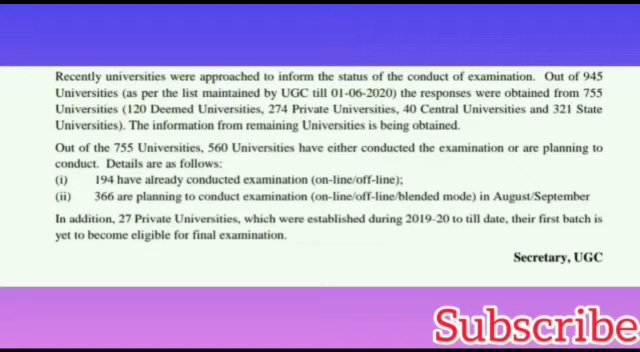 Recently universities were approached to inform the status of the conduct of examination. Out of 945
Universities (as per the list maintained by UGC till 01-06-2020) the responses were obtained from 755
Universities (120 Deemed Universities, 274 Private Universities, 40 Central Universities and 321 State
Universities). The information from remaining Universities is being obtained.
Out of the 755 Universities, 560 Universities have either conducted the examination or are planning to
conduct. Details are as follows:
(i) 194 have already conducted examination (on-line/off-line);
(ii) 366 are planning to conduct examination (on-line/off-line/blended mode) in August/September
In addition, 27 Private Universities, which were established during 2019-20 to till date, their first batch is
yet to become eligible for final examination.
Secretary, UGC
Subscribe